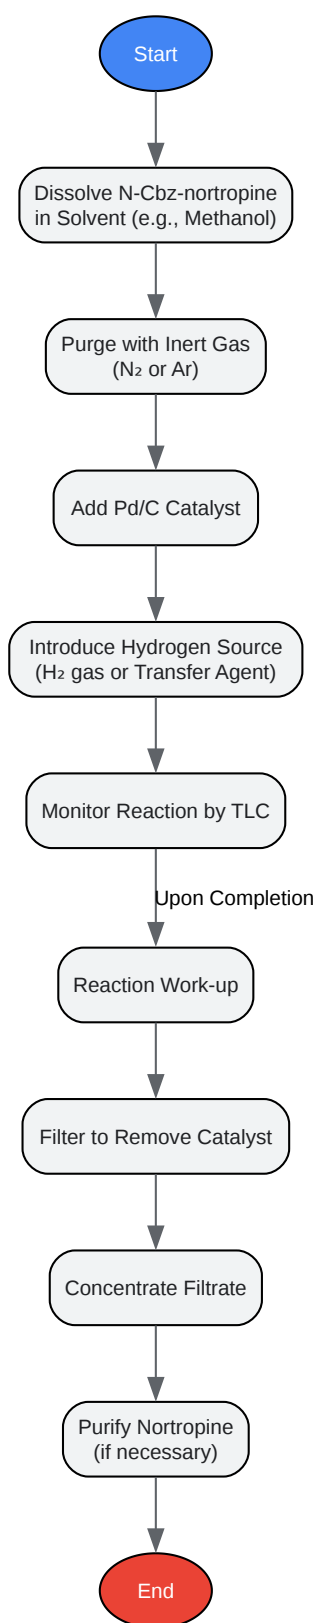 Start
Dissolve N-Cbz-nortropine
in Solvent (e.g., Methanol)
Purge with Inert Gas
(N₂ or Ar)
Add Pd/C Catalyst
Introduce Hydrogen Source
(H₂ gas or Transfer Agent)
Monitor Reaction by TLC
Upon Completion
Reaction Work-up
Filter to Remove Catalyst
Concentrate Filtrate
Purify Nortropine
(if necessary)
End